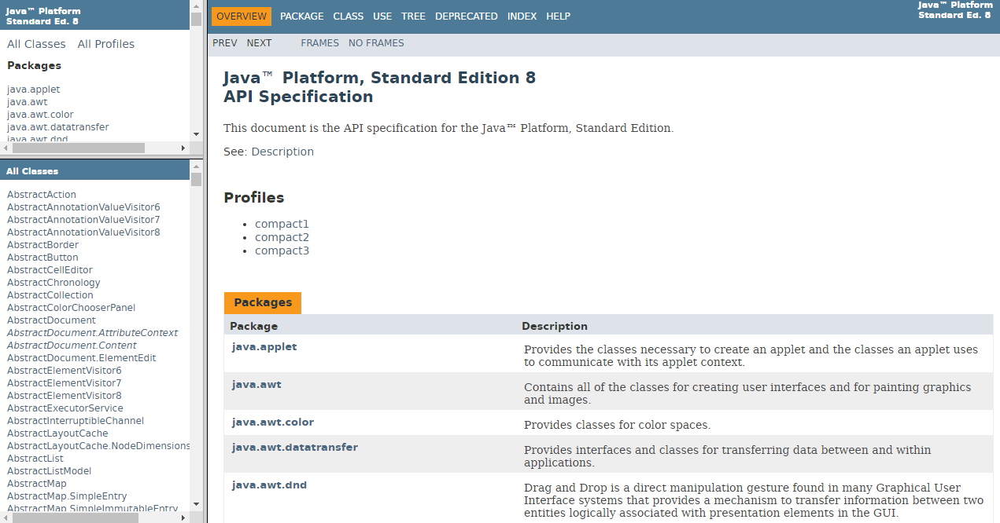 Java™ Platform
Standard Ed. 8
All Classes All Profiles
Packages
java.applet
java.awt
java.awt.color
java.awt.datatransfer
java.awt.dnd
All Classes
AbstractAction
AbstractAnnotationValueVisitor6
AbstractAnnotationValueVisitor7
AbstractAnnotationValueVisitor8
AbstractBorder
AbstractButton
AbstractCellEditor
AbstractChronology
AbstractCollection
AbstractColorChooserPanel
AbstractDocument
AbstractDocument.AttributeContext
AbstractDocument.Content
AbstractDocument.ElementEdit
AbstractElementVisitor6
AbstractElementVisitor7
AbstractElementVisitor8
AbstractExecutorService
AbstractInterruptibleChannel
AbstractLayoutCache
AbstractLayoutCache.NodeDimensions
AbstractList
AbstractListModel
AbstractMap
AbstractMap.SimpleEntry
AbstractMap.SimpleImmutableEntry
OVERVIEW PACKAGE CLASS USE TREE DEPRECATED INDEX HELP
Java™ Platform
Standard Ed. 8
PREV NEXT FRAMES NO FRAMES
Java™ Platform, Standard Edition 8
API Specification
This document is the API specification for the Java™ Platform, Standard Edition.
See: Description
Profiles
• compact1
• compact2
• compact3
Packages
Package Description
java.applet Provides the classes necessary to create an applet and the classes an applet uses
to communicate with its applet context.
java.awt Contains all of the classes for creating user interfaces and for painting graphics
and images.
java.awt.color Provides classes for color spaces.
java.awt.datatransfer Provides interfaces and classes for transferring data between and within
applications.
java.awt.dnd Drag and Drop is a direct manipulation gesture found in many Graphical User
Interface systems that provides a mechanism to transfer information between two
entities logically associated with presentation elements in the GUI.